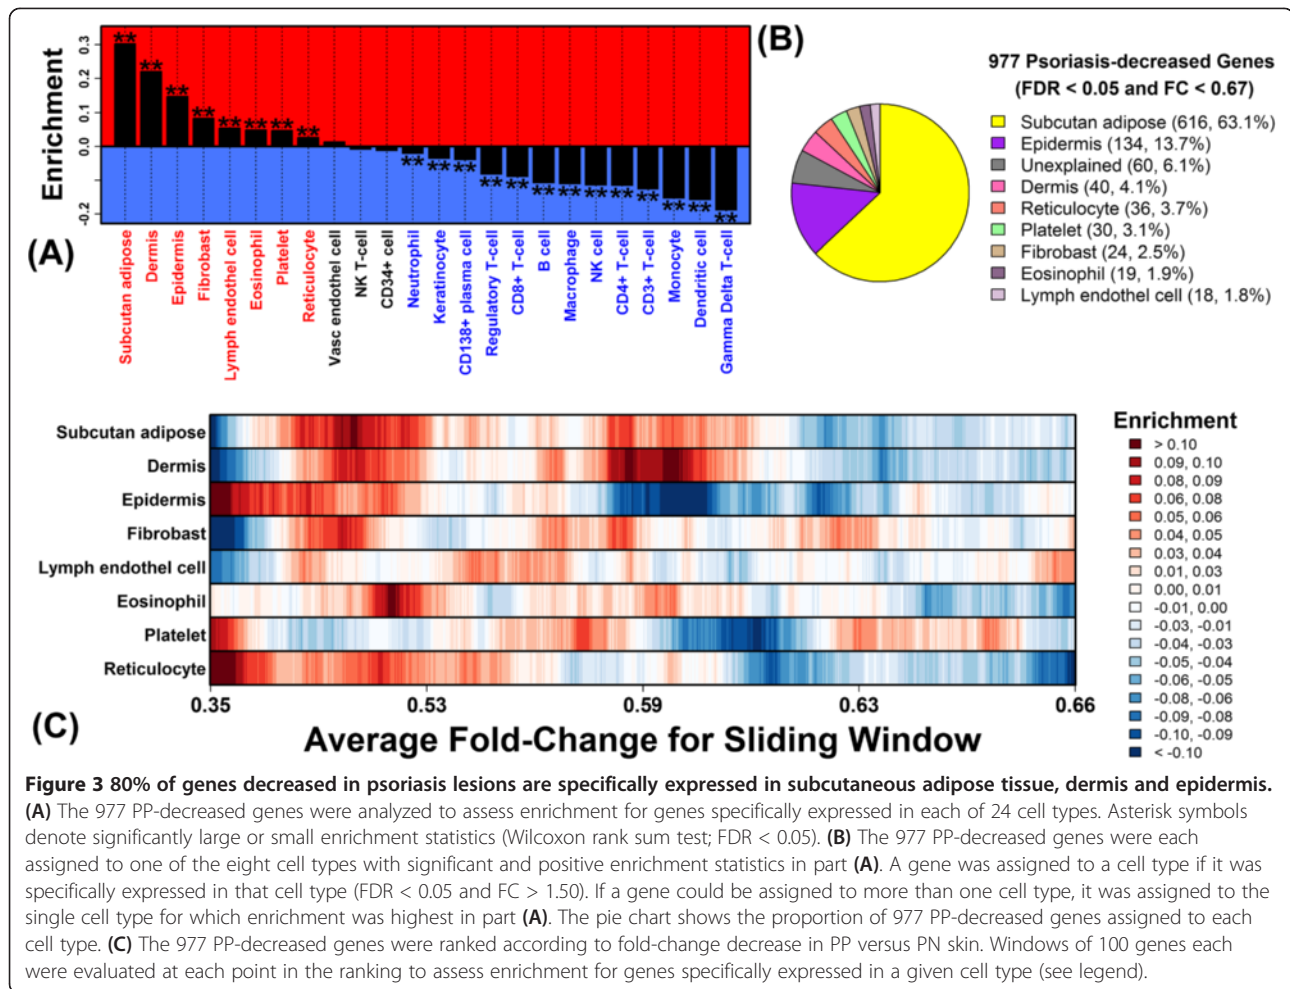 Enrichment
0.3
0.2
0.1
0.0
-0.2
** ** ** ** ** ** ** ** ** ** ** ** ** ** ** ** ** ** ** ** **
(A)
Subcutan adipose
Dermis
Epidermis
Fibrobast
Lymph endothel cell
Eosinophil
Platelet
Reticulocyte
Vasc endothel cell
NK T-cell
CD34+ cell
Neutrophil
Keratinocyte
CD138+ plasma cell
Regulatory T-cell
CD8+ T-cell
B cell
Macrophage
NK cell
CD4+ T-cell
CD3+ T-cell
Monocyte
Dendritic cell
Gamma Delta T-cell
(B)
977 Psoriasis-decreased Genes
(FDR < 0.05 and FC < 0.67)
Subcutan adipose (616, 63.1%)
Epidermis (134, 13.7%)
Unexplained (60, 6.1%)
Dermis (40, 4.1%)
Reticulocyte (36, 3.7%)
Platelet (30, 3.1%)
Fibrobast (24, 2.5%)
Eosinophil (19, 1.9%)
Lymph endothel cell (18, 1.8%)
Subcutan adipose
Dermis
Epidermis
Fibrobast
Lymph endothel cell
Eosinophil
Platelet
Reticulocyte
0.35 0.53 0.59 0.63 0.66
(C)
Average Fold-Change for Sliding Window
Enrichment
> 0.10
0.09, 0.10
0.08, 0.09
0.06, 0.08
0.05, 0.06
0.04, 0.05
0.03, 0.04
0.01, 0.03
0.00, 0.01
-0.01, 0.00
-0.03, -0.01
-0.04, -0.03
-0.05, -0.04
-0.06, -0.05
-0.08, -0.06
-0.09, -0.08
-0.10, -0.09
< -0.10
Figure 3 80% of genes decreased in psoriasis lesions are specifically expressed in subcutaneous adipose tissue, dermis and epidermis.
(A) The 977 PP-decreased genes were analyzed to assess enrichment for genes specifically expressed in each of 24 cell types. Asterisk symbols
denote significantly large or small enrichment statistics (Wilcoxon rank sum test; FDR < 0.05). (B) The 977 PP-decreased genes were each
assigned to one of the eight cell types with significant and positive enrichment statistics in part (A). A gene was assigned to a cell type if it was
specifically expressed in that cell type (FDR < 0.05 and FC > 1.50). If a gene could be assigned to more than one cell type, it was assigned to the
single cell type for which enrichment was highest in part (A). The pie chart shows the proportion of 977 PP-decreased genes assigned to each
cell type. (C) The 977 PP-decreased genes were ranked according to fold-change decrease in PP versus PN skin. Windows of 100 genes each
were evaluated at each point in the ranking to assess enrichment for genes specifically expressed in a given cell type (see legend).